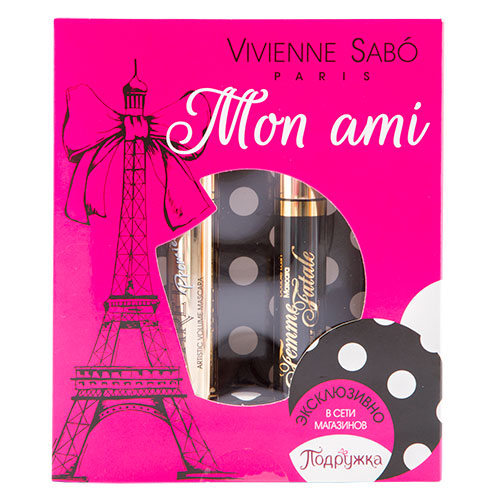 VIVIENNE SABÓ
PARIS
Mon ami
ARTISTIC VOLUME MASCARA
Femme Fatale
Mascara
ЭКСКЛЮЗИВНО
В СЕТИ
МАГАЗИНОВ
Подружка